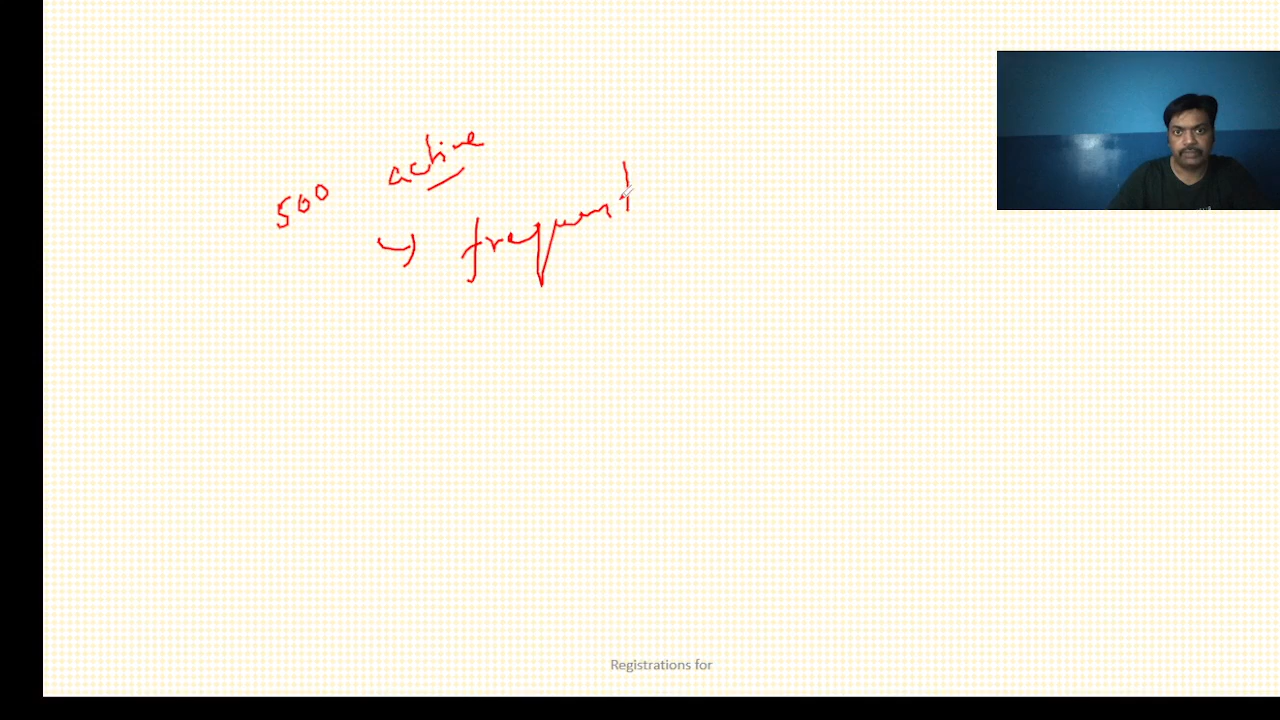 500 active
↳ frequent
Registrations for